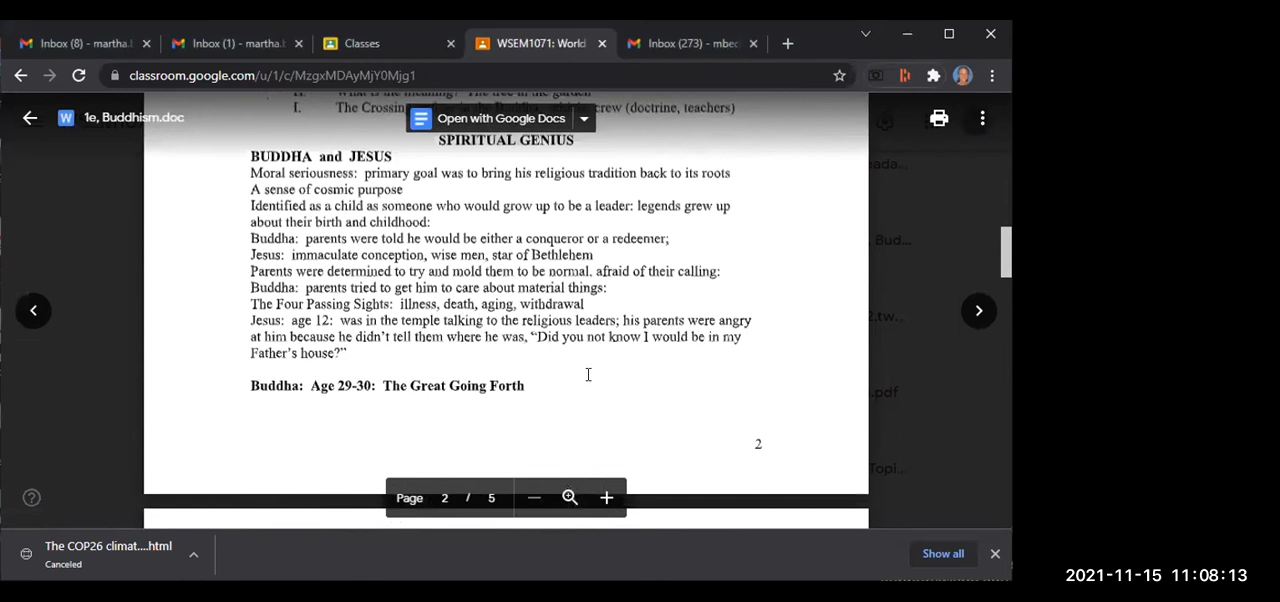 Inbox (8) - martha.l
Inbox (1) - martha.
Classes
WSEM1071: World
Inbox (273) - mbec
classroom.google.com/u/1/c/MzgxMDAyMjY0Mjg1
1e, Buddhism.doc
Open with Google Docs
I. The Crossing crew (doctrine, teachers)
SPIRITUAL GENIUS
BUDDHA and JESUS
Moral seriousness: primary goal was to bring his religious tradition back to its roots
A sense of cosmic purpose
Identified as a child as someone who would grow up to be a leader: legends grew up
about their birth and childhood:
Buddha: parents were told he would be either a conqueror or a redeemer;
Jesus: immaculate conception, wise men, star of Bethlehem
Parents were determined to try and mold them to be normal, afraid of their calling:
Buddha: parents tried to get him to care about material things:
The Four Passing Sights: illness, death, aging, withdrawal
Jesus: age 12: was in the temple talking to the religious leaders; his parents were angry
at him because he didn't tell them where he was, "Did you not know I would be in my
Father's house?"
Buddha: Age 29-30: The Great Going Forth
2
Page 2 / 5
Bud...
2.tw...
.pdf
Topi...
The COP26 climat....html
Canceled
Show all
2021-11-15 11:08:13